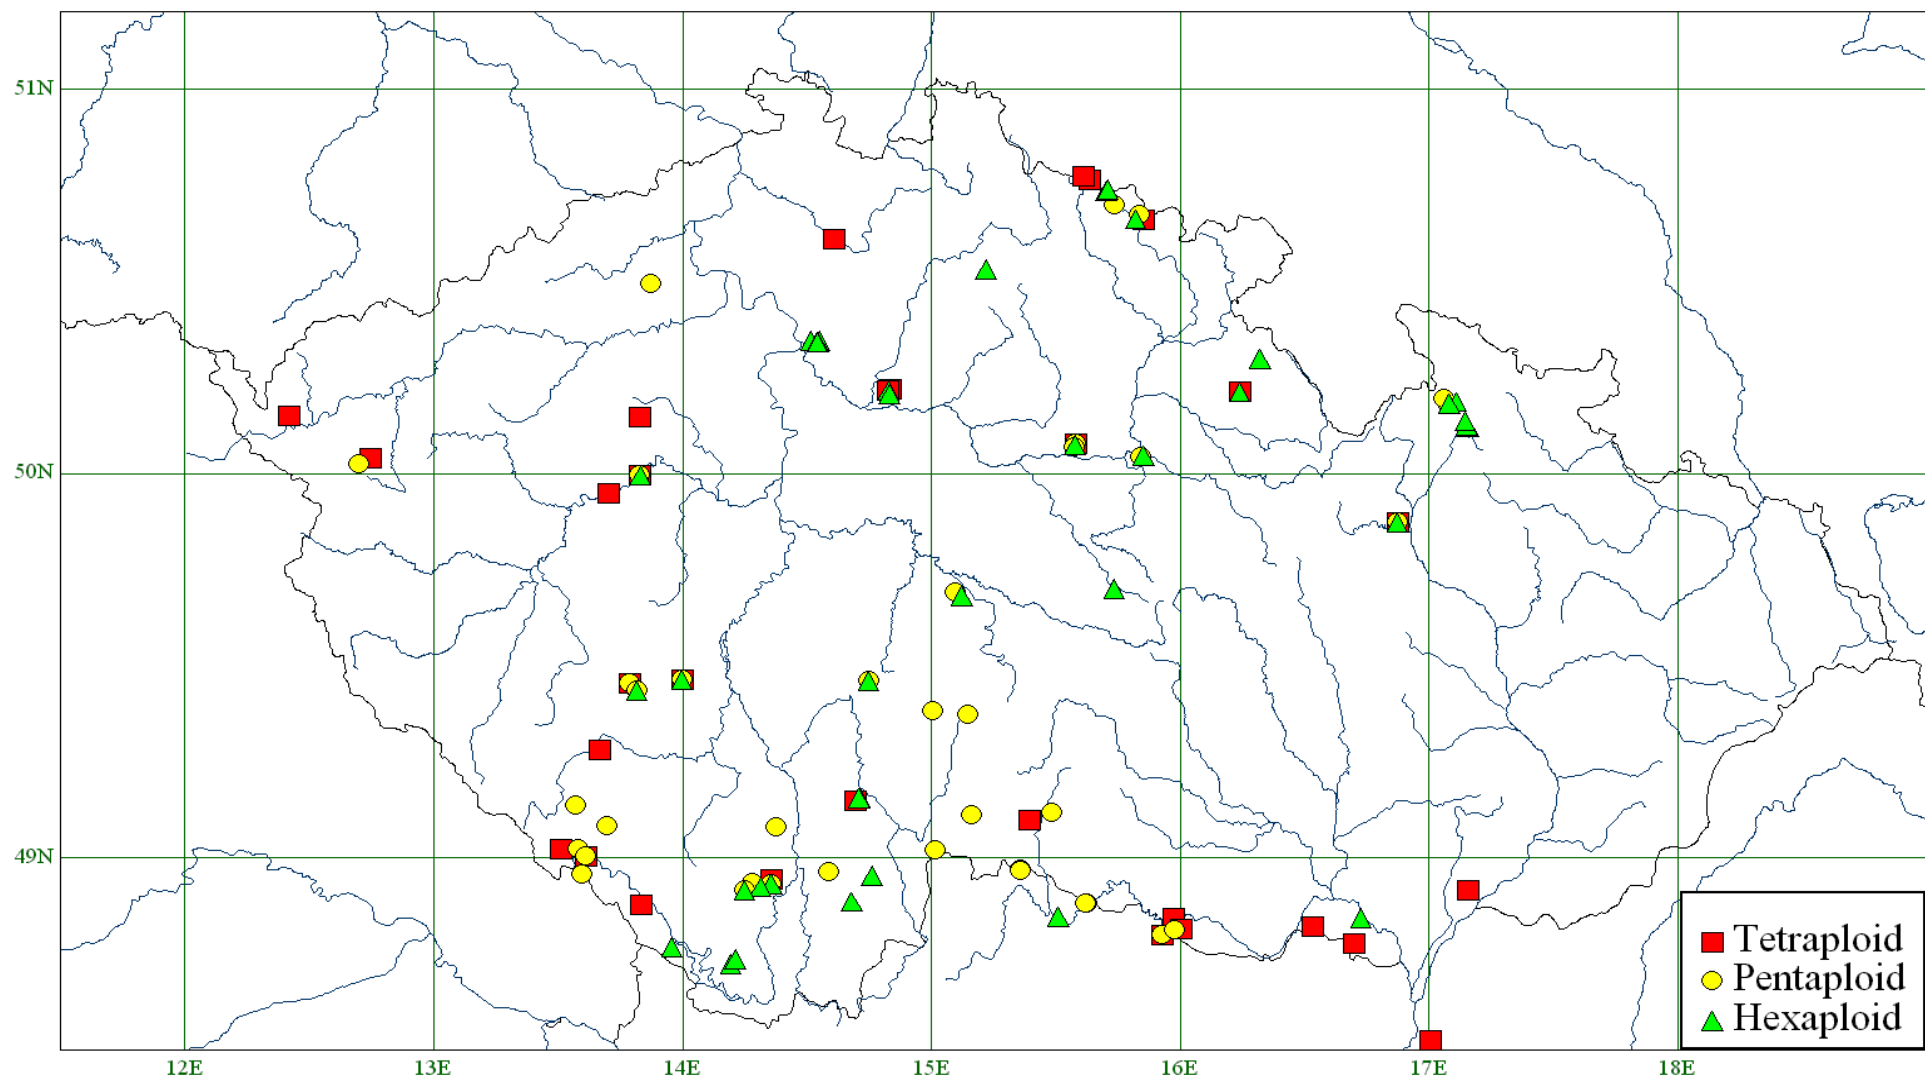 51N
50N
49N
12E
13E
14E
15E
16E
17E
18E
Tetraploid
Pentaploid
Hexaploid